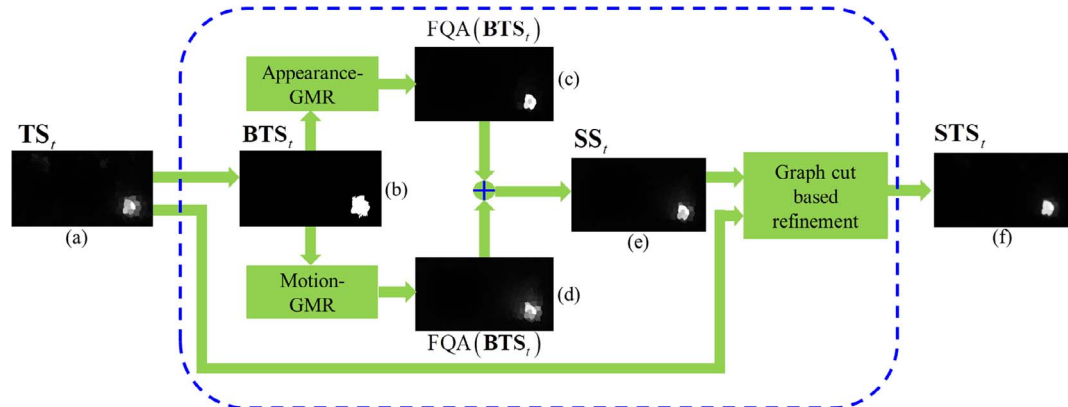 FQA(BTS_t)
Appearance-
GMR
(c)
TS_t
BTS_t
SS_t
STS_t
(b)
Graph cut
based
refinement
(a)
(e)
(f)
Motion-
GMR
(d)
FQA(BTS_t)